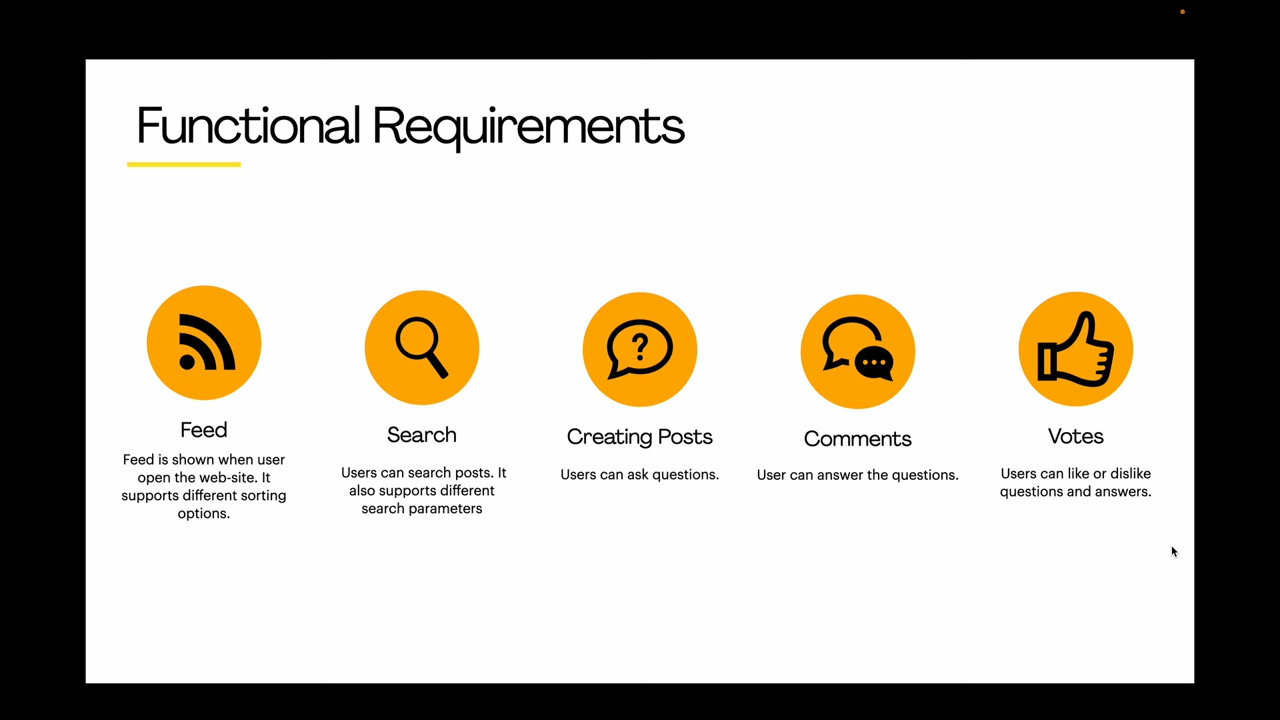 Functional Requirements
Feed
Feed is shown when user
open the web-site. It
supports different sorting
options.
Search
Users can search posts. It
also supports different
search parameters
?
Creating Posts
Users can ask questions.
Comments
User can answer the questions.
Votes
Users can like or dislike
questions and answers.